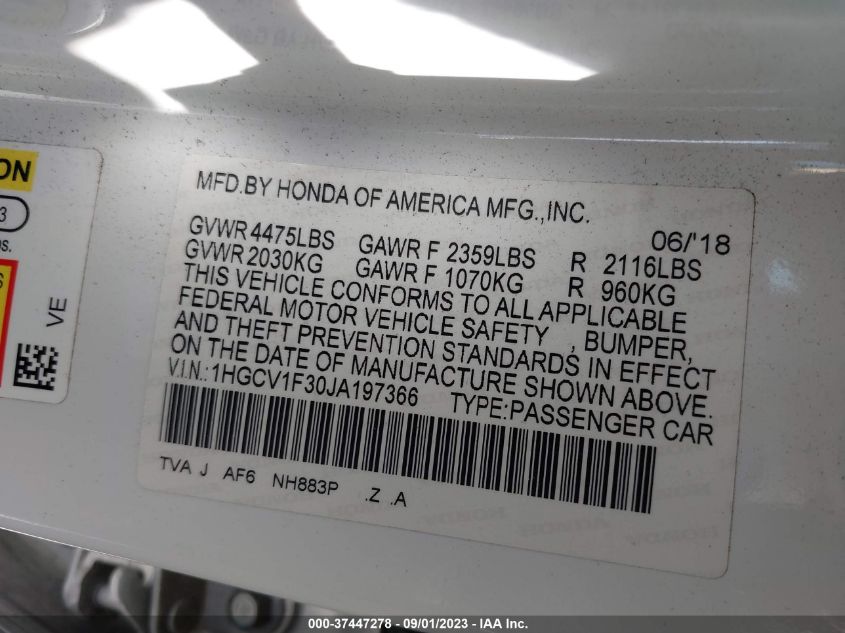 ON
3
os.
VE
MFD.BY HONDA OF AMERICA MFG.,INC.
06/'18
GVWR 4475LBS GAWR F 2359LBS R 2116LBS
GVWR 2030KG GAWR F 1070KG R 960KG
THIS VEHICLE CONFORMS TO ALL APPLICABLE
FEDERAL MOTOR VEHICLE SAFETY , BUMPER,
AND THEFT PREVENTION STANDARDS IN EFFECT
ON THE DATE OF MANUFACTURE SHOWN ABOVE.
V.I.N.:1HGCV1F30JA197366 TYPE:PASSENGER CAR
TVA J AF6 NH883P .Z .A
000-37447278 - 09/01/2023 - IAA Inc.